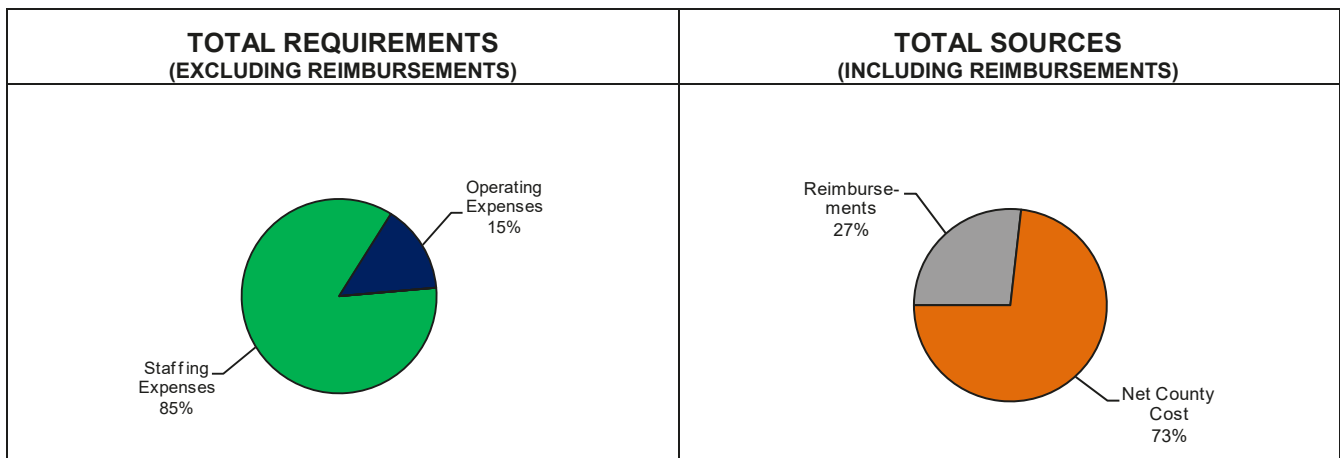 TOTAL REQUIREMENTS
(EXCLUDING REIMBURSEMENTS)
Operating
Expenses
15%
Staffing
Expenses
85%
TOTAL SOURCES
(INCLUDING REIMBURSEMENTS)
Reimburse-
ments
27%
Net County
Cost
73%